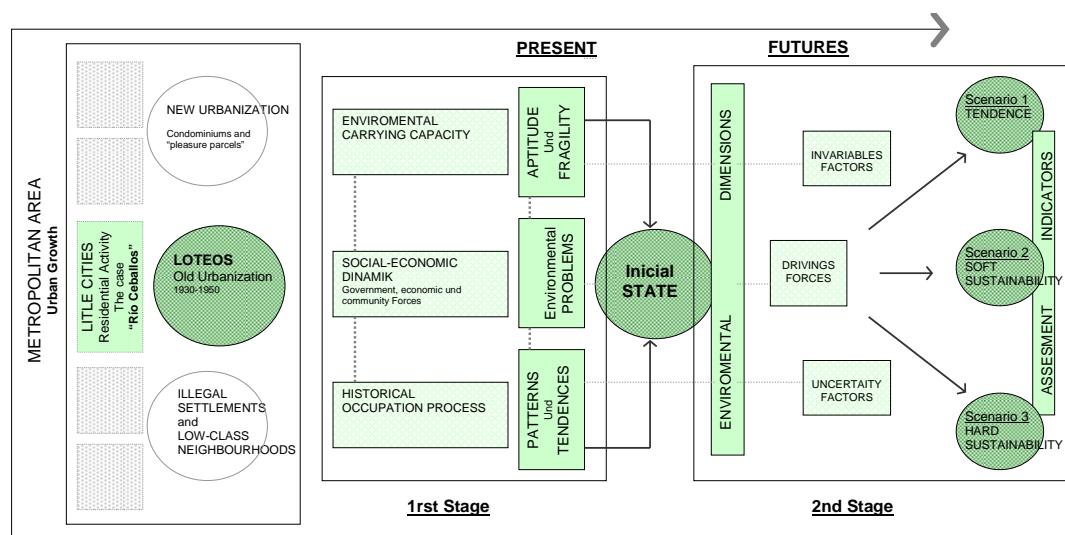 PRESENT
FUTURES
METROPOLITAN AREA
Urban Growth
LITLE CITIES
Residential Activity
The case
“Río Ceballos”
NEW URBANIZATION
Condominiums and
“pleasure parcels”
LOTEOS
Old Urbanization
1930-1950
ILLEGAL
SETTLEMENTS
and
LOW-CLASS
NEIGHBOURHOODS
ENVIROMENTAL
CARRYING CAPACITY
SOCIAL-ECONOMIC
DINAMIK
Government, economic und
community Forces
HISTORICAL
OCCUPATION PROCESS
APTITUDE
Und
FRAGILITY
Environmental
PROBLEMS
PATTERNS
Und
TENDENCES
Inicial
STATE
1rst Stage
ENVIROMENTAL DIMENSIONS
INVARIABLES
FACTORS
DRIVINGS
FORCES
UNCERTAITY
FACTORS
Scenario 1
TENDENCE
Scenario 2
SOFT
SUSTAINABILITY
Scenario 3
HARD
SUSTAINABILITY
ASSESMENT INDICATORS
2nd Stage